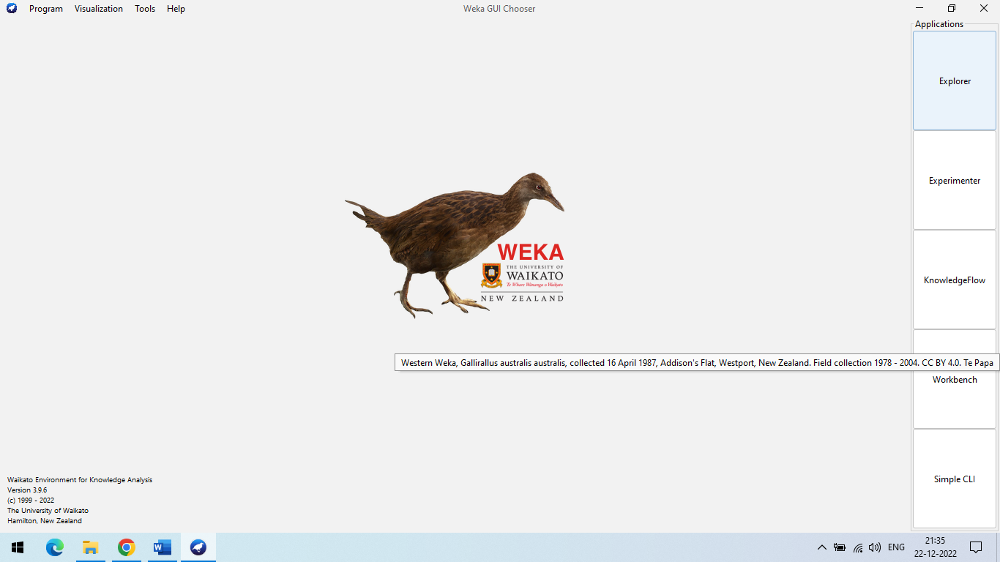 Program Visualization Tools Help
Weka GUI Chooser
Applications
Explorer
Experimenter
KnowledgeFlow
WEKA
THE UNIVERSITY OF
WAIKATO
Te Whare Wānanga o Waikato
NEW ZEALAND
Western Weka, Gallirallus australis australis, collected 16 April 1987, Addison's Flat, Westport, New Zealand. Field collection 1978 - 2004. CC BY 4.0. Te Papa
Workbench
Simple CLI
Waikato Environment for Knowledge Analysis
Version 3.9.6
(c) 1999 - 2022
The University of Waikato
Hamilton, New Zealand
W
ENG
21:35
22-12-2022